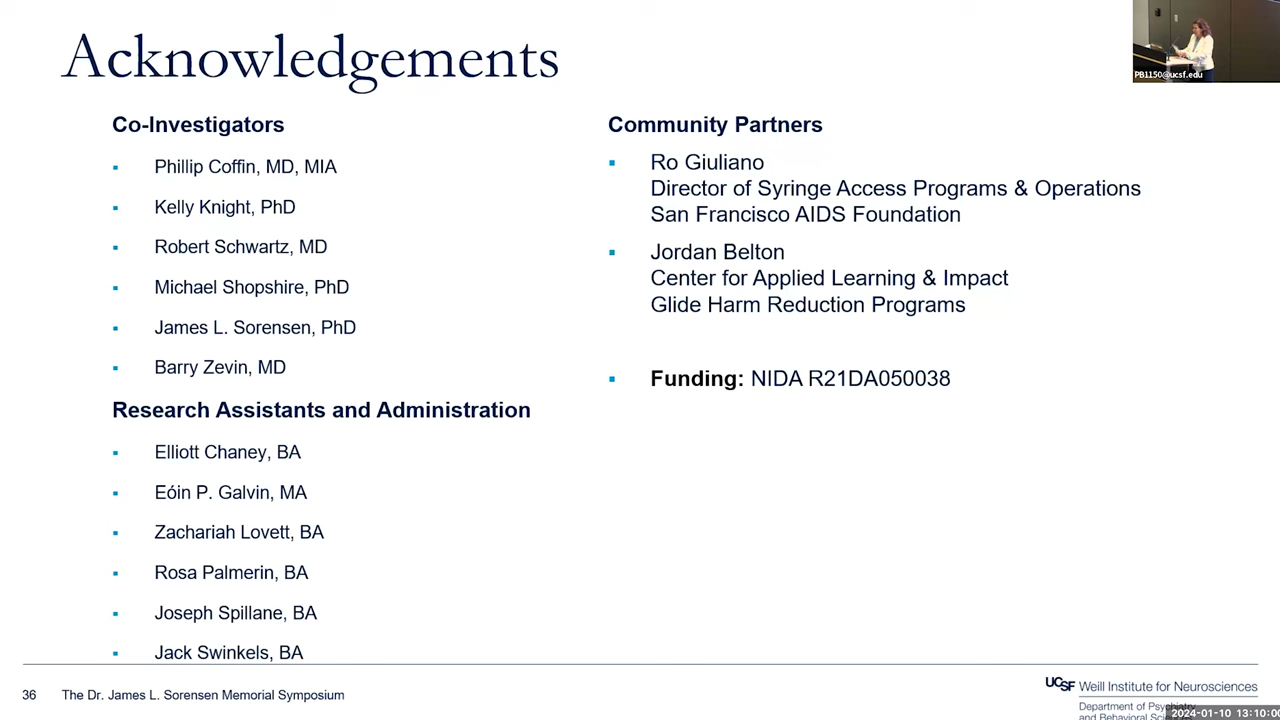 Acknowledgements
PB1150@ucsf.edu
Co-Investigators
▪ Phillip Coffin, MD, MIA
▪ Kelly Knight, PhD
▪ Robert Schwartz, MD
▪ Michael Shopshire, PhD
▪ James L. Sorensen, PhD
▪ Barry Zevin, MD
Research Assistants and Administration
▪ Elliott Chaney, BA
▪ Eóin P. Galvin, MA
▪ Zachariah Lovett, BA
▪ Rosa Palmerin, BA
▪ Joseph Spillane, BA
▪ Jack Swinkels, BA
Community Partners
▪ Ro Giuliano
Director of Syringe Access Programs & Operations
San Francisco AIDS Foundation
▪ Jordan Belton
Center for Applied Learning & Impact
Glide Harm Reduction Programs
▪ Funding: NIDA R21DA050038
36 The Dr. James L. Sorensen Memorial Symposium
UCSF Weill Institute for Neurosciences
Department of Psychiatry
and Behavioral
2024-01-10 13:10:00